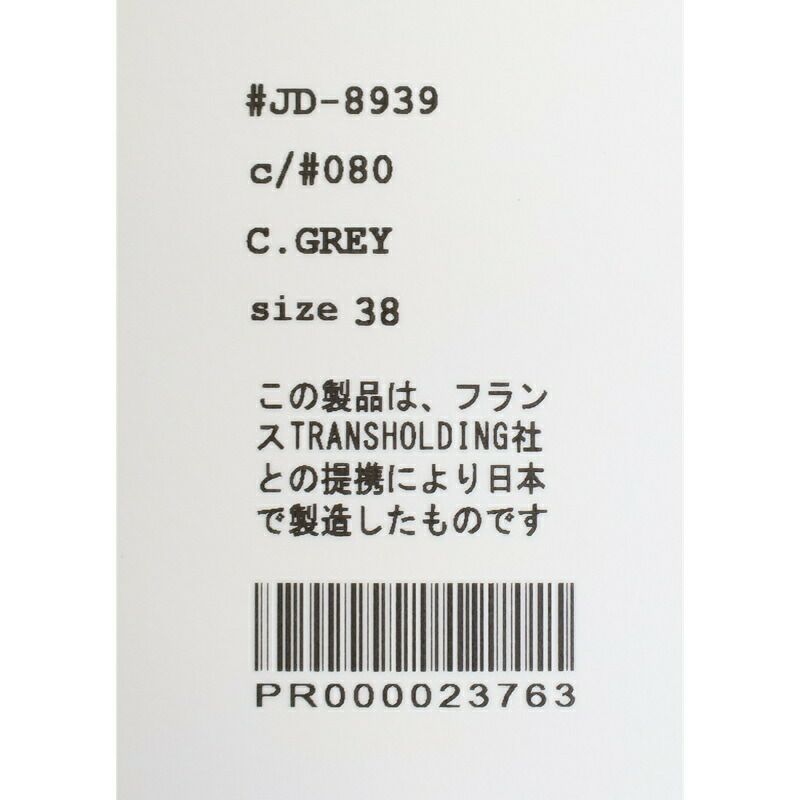 #JD-8939
c/#080
C.GREY
size 38
この製品は、フラン
スTRANSHOLDING社
との提携により日本
で製造したものです
PR000023763